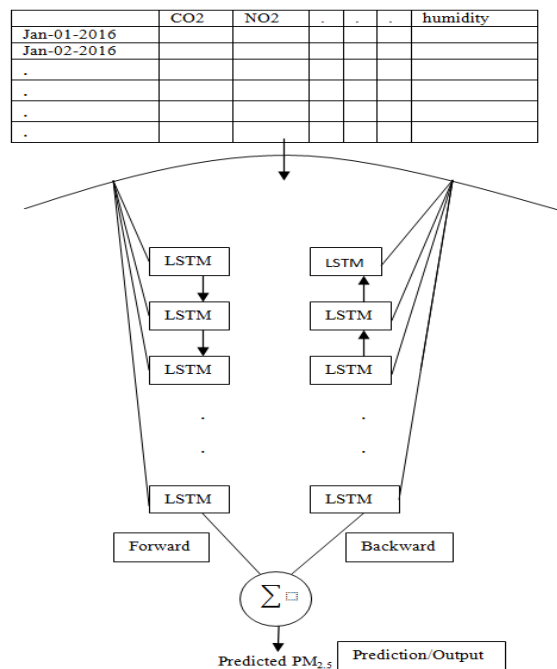 CO2 NO2 . . . humidity
Jan-01-2016
Jan-02-2016
.
.
.
.
LSTM LSTM
LSTM LSTM
LSTM LSTM
. .
. .
LSTM LSTM
Forward Backward
∑
Predicted PM2.5 Prediction/Output